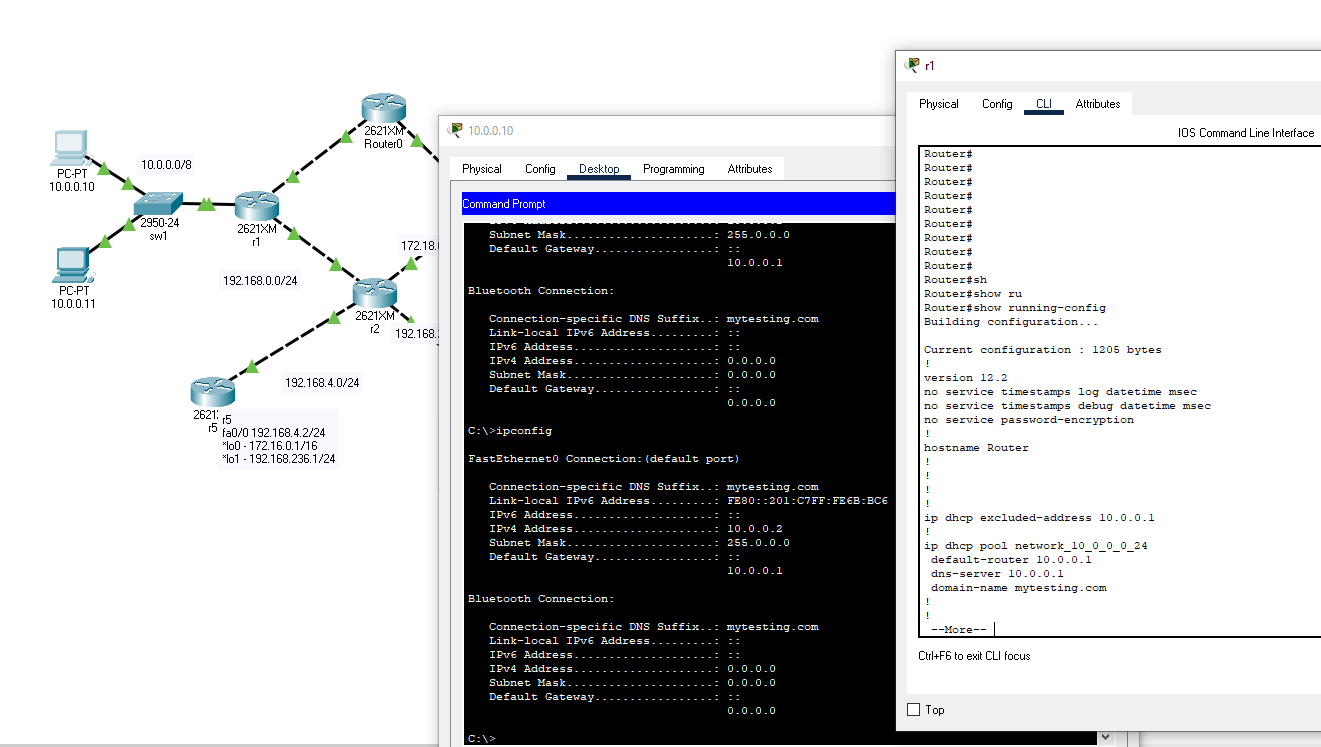 2621XM
Router0
PC-PT
10.0.0.10
10.0.0.0/8
2950-24
sw1
2621XM
r1
PC-PT
10.0.0.11
192.168.0.0/24
172.18.0
2621XM
r2
192.168.
192.168.4.0/24
2621
r5
r5
fa0/0 192.168.4.2/24
*lo0 - 172.16.0.1/16
*lo1 - 192.168.236.1/24
10.0.0.10
Physical Config Desktop Programming Attributes
Command Prompt
Subnet Mask......................: 255.0.0.0
Default Gateway..................: ::
10.0.0.1
Bluetooth Connection:
Connection-specific DNS Suffix..: mytesting.com
Link-local IPv6 Address.........: ::
IPv6 Address....................: ::
IPv4 Address....................: 0.0.0.0
Subnet Mask.....................: 0.0.0.0
Default Gateway.................: ::
0.0.0.0
C:\>ipconfig
FastEthernet0 Connection:(default port)
Connection-specific DNS Suffix..: mytesting.com
Link-local IPv6 Address.........: FE80::201:C7FF:FE6B:BC6
IPv6 Address....................: ::
IPv4 Address....................: 10.0.0.2
Subnet Mask.....................: 255.0.0.0
Default Gateway.................: ::
10.0.0.1
Bluetooth Connection:
Connection-specific DNS Suffix..: mytesting.com
Link-local IPv6 Address.........: ::
IPv6 Address....................: ::
IPv4 Address....................: 0.0.0.0
Subnet Mask.....................: 0.0.0.0
Default Gateway.................: ::
0.0.0.0
C:\>
r1
Physical Config CLI Attributes
IOS Command Line Interface
Router#
Router#
Router#
Router#
Router#
Router#
Router#
Router#
Router#
Router#sh
Router#show ru
Router#show running-config
Building configuration...
Current configuration : 1205 bytes
!
version 12.2
no service timestamps log datetime msec
no service timestamps debug datetime msec
no service password-encryption
!
hostname Router
!
!
!
!
ip dhcp excluded-address 10.0.0.1
!
ip dhcp pool network_10_0_0_0_24
default-router 10.0.0.1
dns-server 10.0.0.1
domain-name mytesting.com
!
!
--More--
Ctrl+F6 to exit CLI focus
Top